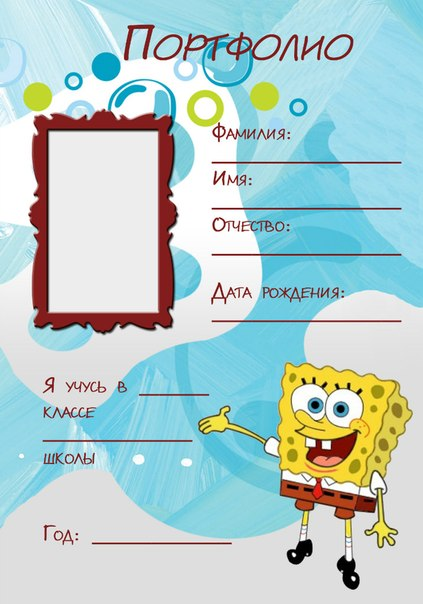 Портфолио
Фамилия:
Имя:
Отчество:
Дата рождения:
Я учусь в
классе
школы
Год: